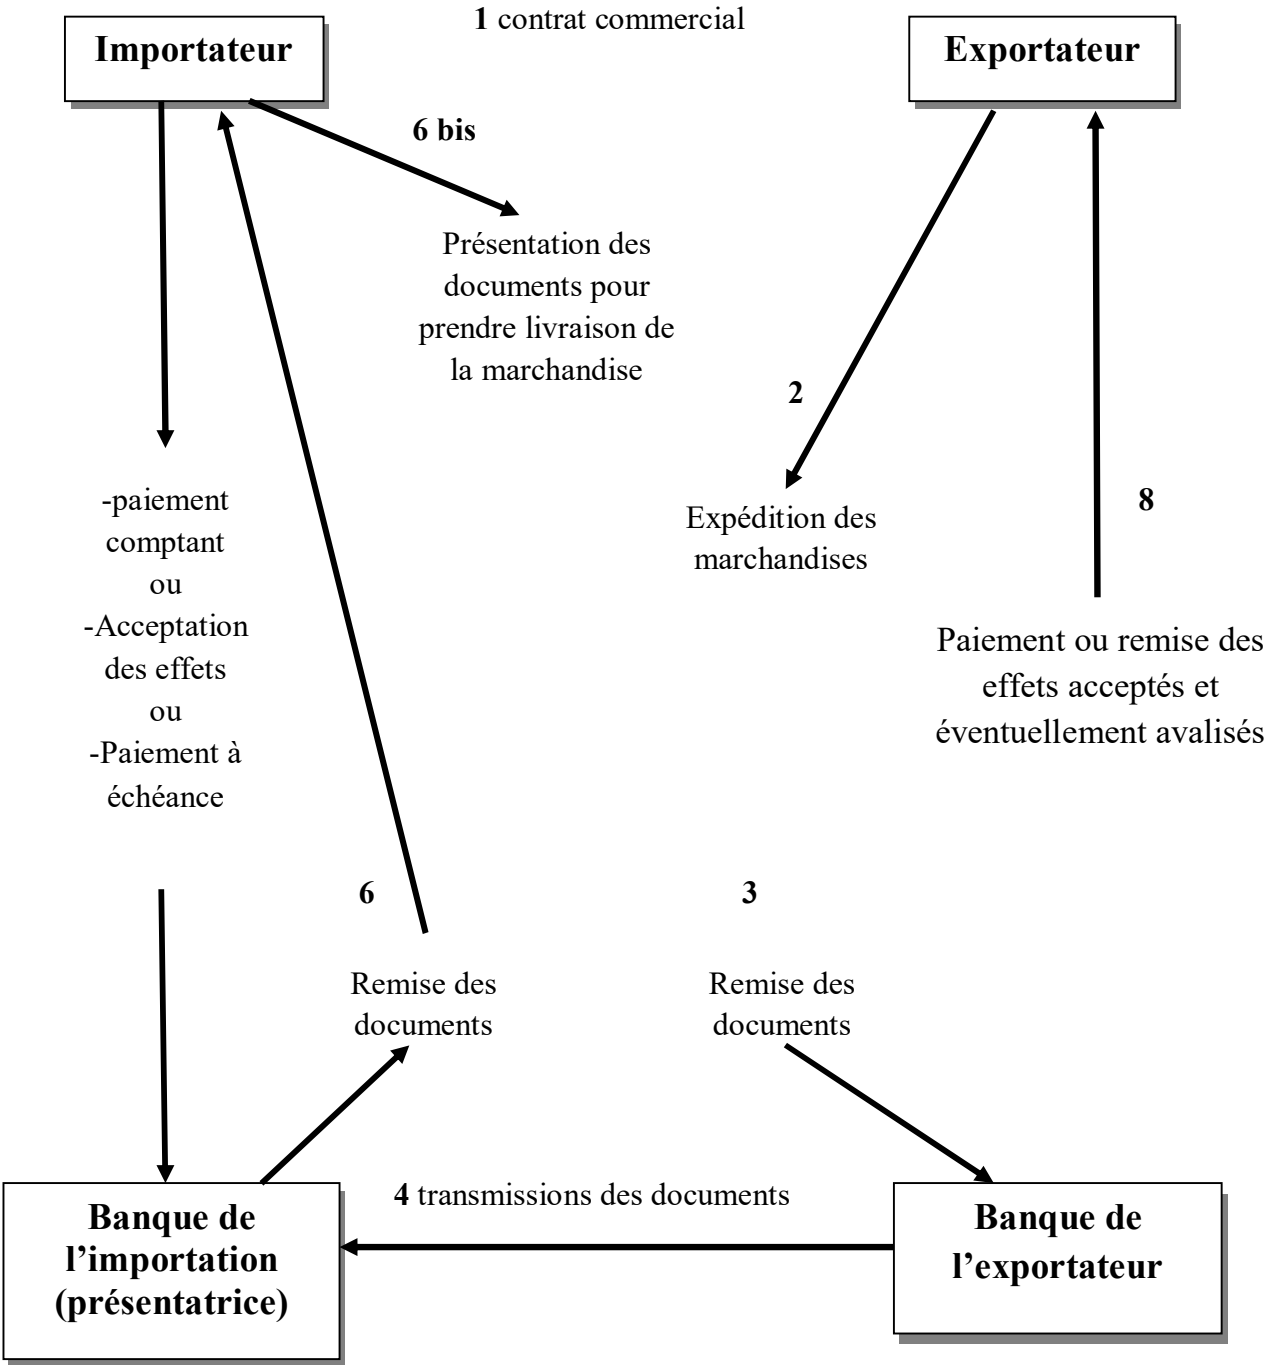 1 contrat commercial
Importateur
Exportateur
6 bis
Présentation des
documents pour
prendre livraison de
la marchandise
2
Expédition des
marchandises
8
-paiement
comptant
ou
-Acceptation
des effets
ou
-Paiement à
échéance
Paiement ou remise des
effets acceptés et
éventuellement avalisés
6
3
Remise des
documents
Remise des
documents
4 transmissions des documents
Banque de
l’importation
(présentatrice)
Banque de
l’exportateur